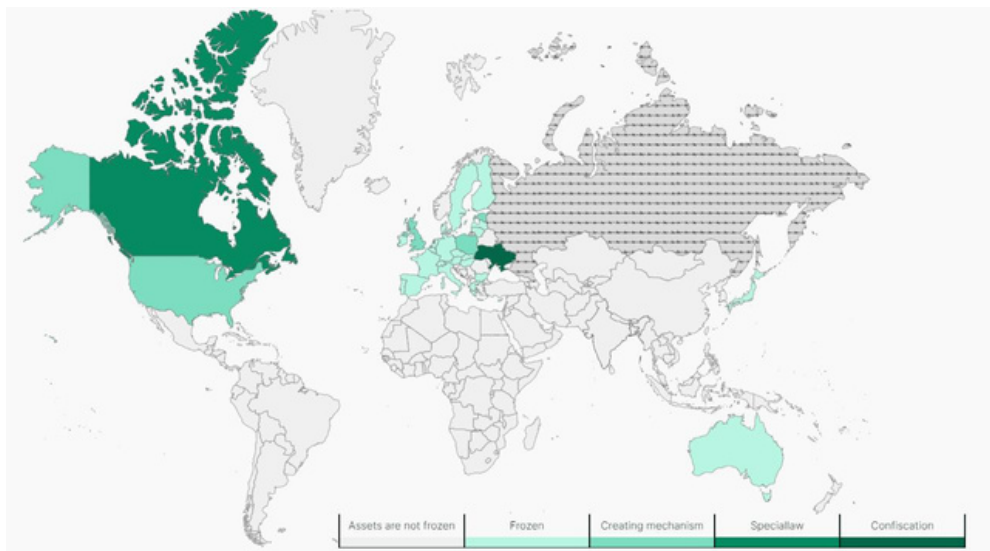 Assets are not frozen
Frozen
Creating mechanism
Speciallaw
Confiscation